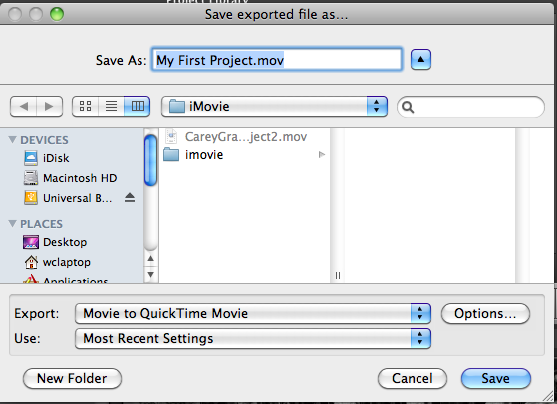 Project Library
Save exported file as...
Save As: My First Project.mov
iMovie
DEVICES
iDisk
Macintosh HD
Universal B...
PLACES
Desktop
wclaptop
Applications
CareyGra...ject2.mov
imovie
Export: Movie to QuickTime Movie
Options...
Use: Most Recent Settings
New Folder
Cancel
Save